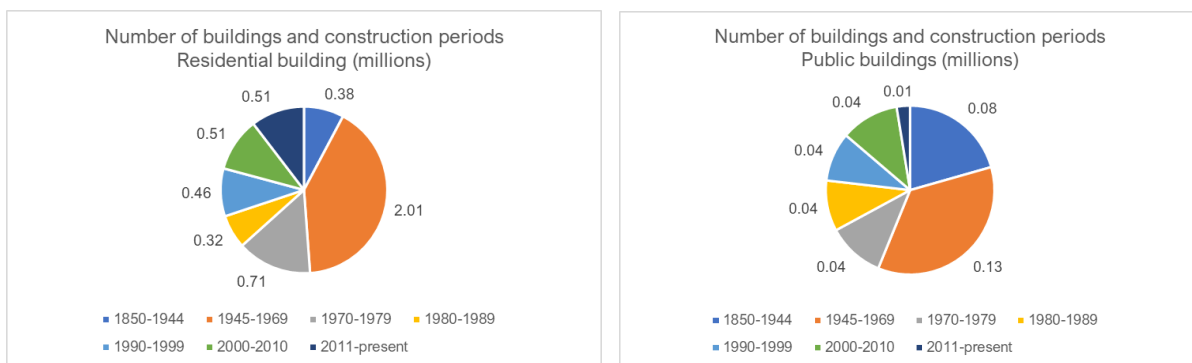 Number of buildings and construction periods
Residential building (millions)
0.51
0.38
0.51
0.46
2.01
0.32
0.71
1850-1944 1945-1969 1970-1979 1980-1989
1990-1999 2000-2010 2011-present
Number of buildings and construction periods
Public buildings (millions)
0.01
0.04
0.08
0.04
0.04
0.04
0.13
1850-1944 1945-1969 1970-1979 1980-1989
1990-1999 2000-2010 2011-present